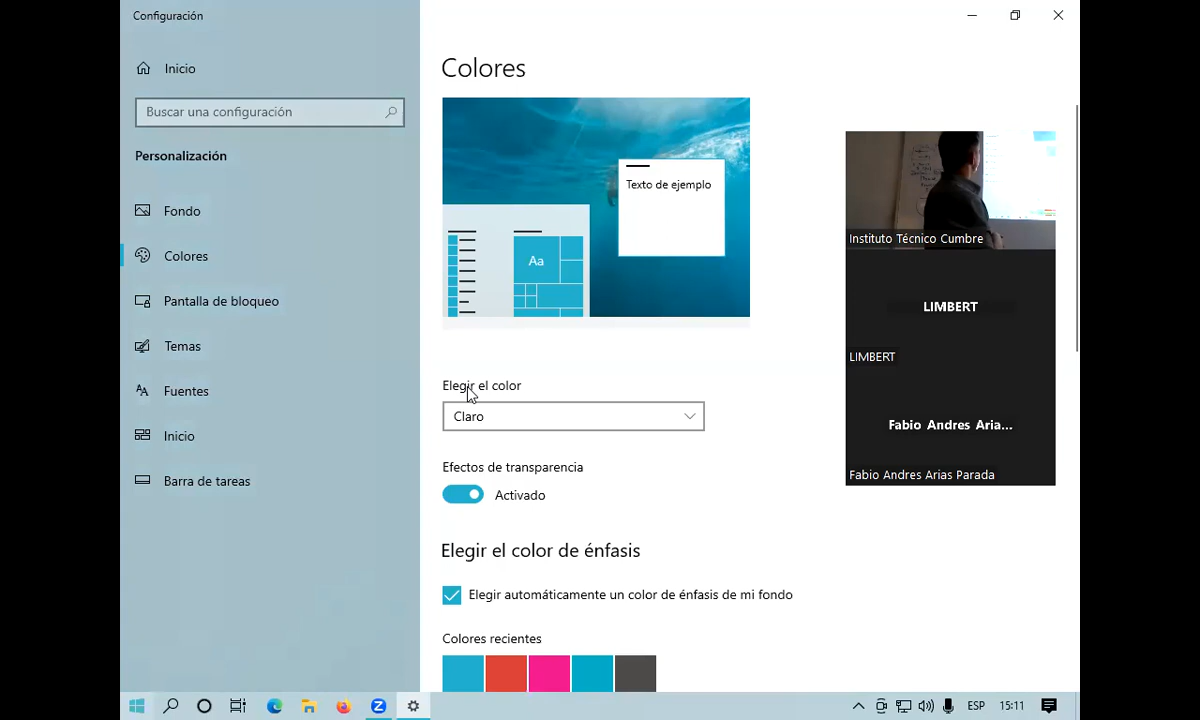 Configuración
Inicio
Buscar una configuración
Personalización
Fondo
Colores
Pantalla de bloqueo
Temas
Fuentes
Inicio
Barra de tareas
Colores
Texto de ejemplo
Aa
Elegir el color
Claro
Efectos de transparencia
Activado
Elegir el color de énfasis
Elegir automáticamente un color de énfasis de mi fondo
Colores recientes
Instituto Técnico Cumbre
LIMBERT
LIMBERT
Fabio Andres Aria...
Fabio Andres Arias Parada
ESP
15:11